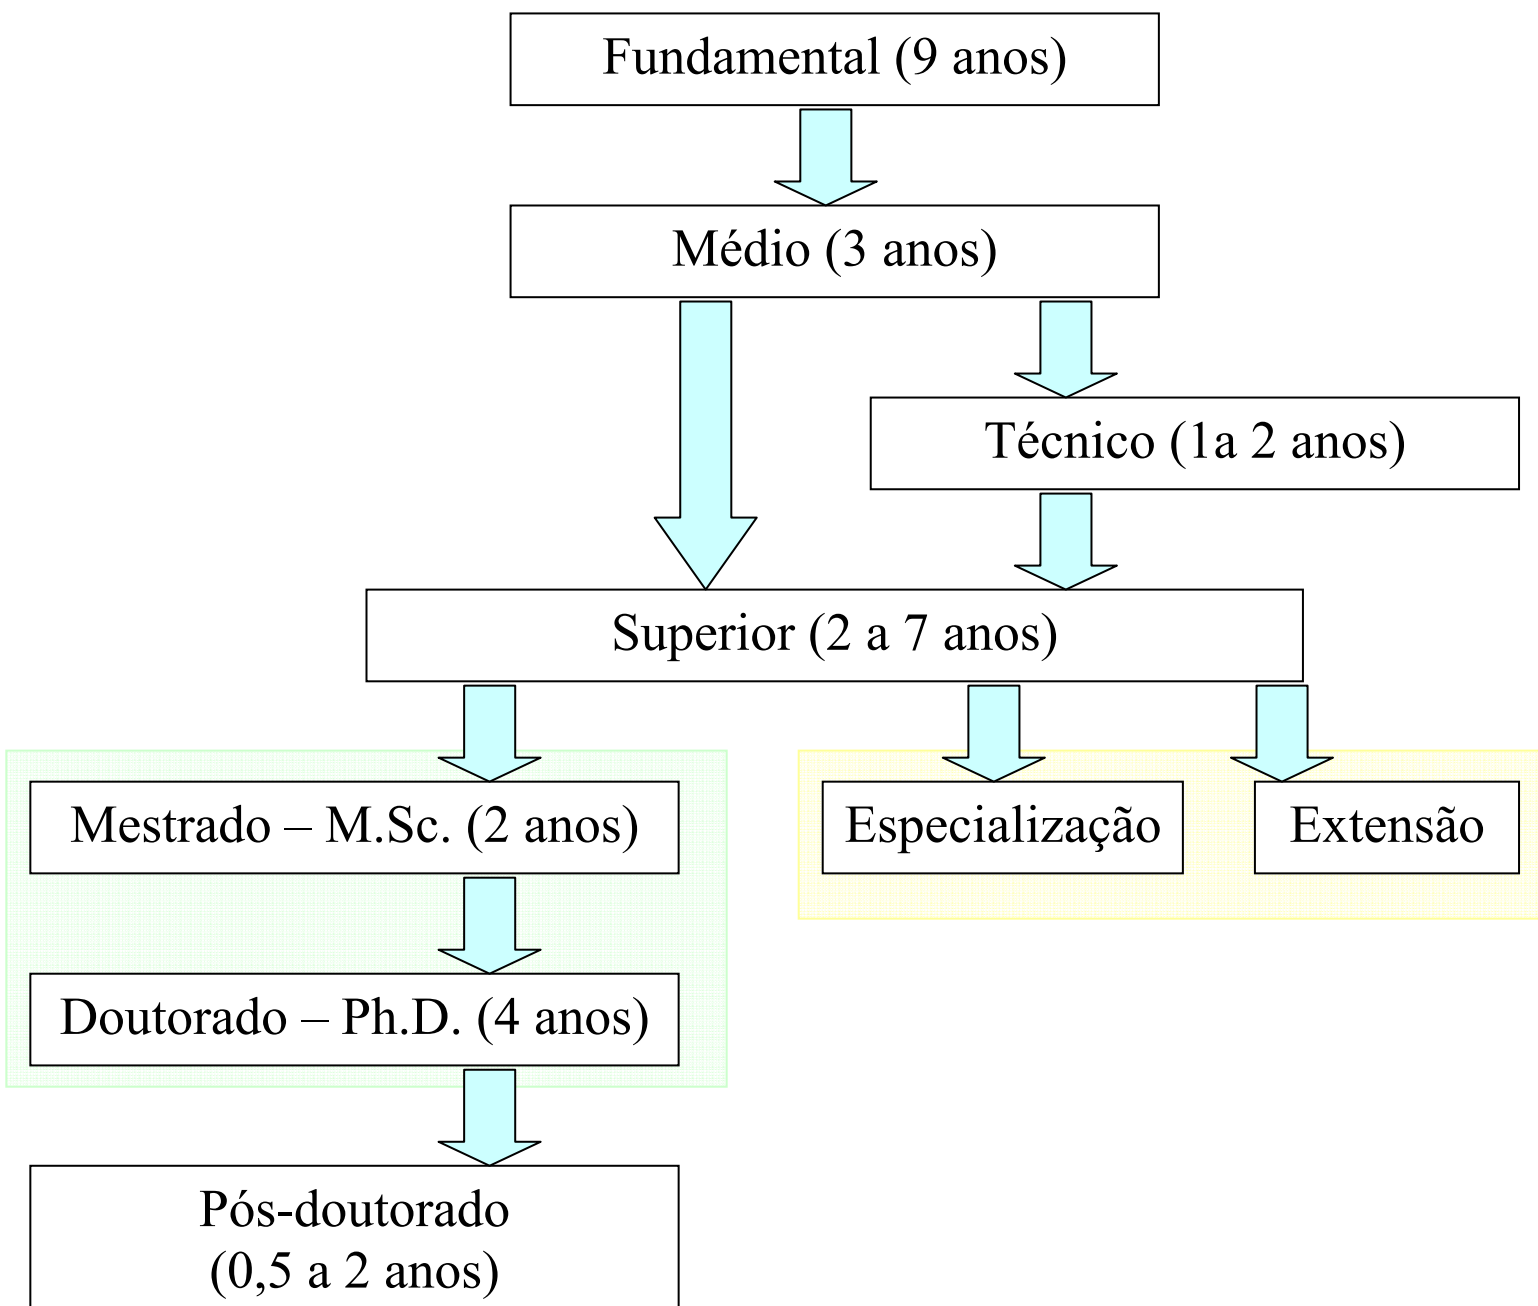 Fundamental (9 anos)
Médio (3 anos)
Técnico (1a 2 anos)
Superior (2 a 7 anos)
Mestrado – M.Sc. (2 anos)
Especialização
Extensão
Doutorado – Ph.D. (4 anos)
Pós-doutorado
(0,5 a 2 anos)